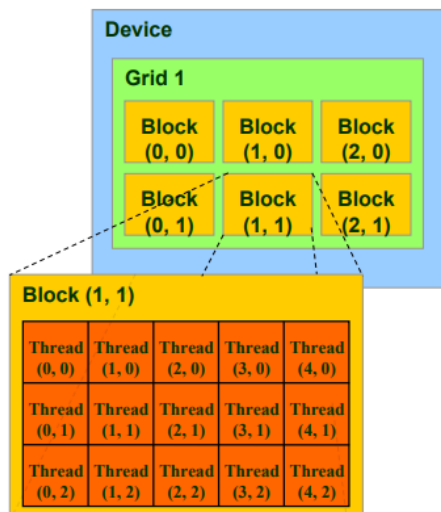 Device
Grid 1
Block Block Block
(0, 0) (1, 0) (2, 0)
Block Block Block
(0, 1) (1, 1) (2, 1)
Block (1, 1)
Thread Thread Thread Thread Thread
(0, 0) (1, 0) (2, 0) (3, 0) (4, 0)
Thread Thread Thread Thread Thread
(0, 1) (1, 1) (2, 1) (3, 1) (4, 1)
Thread Thread Thread Thread Thread
(0, 2) (1, 2) (2, 2) (3, 2) (4, 2)